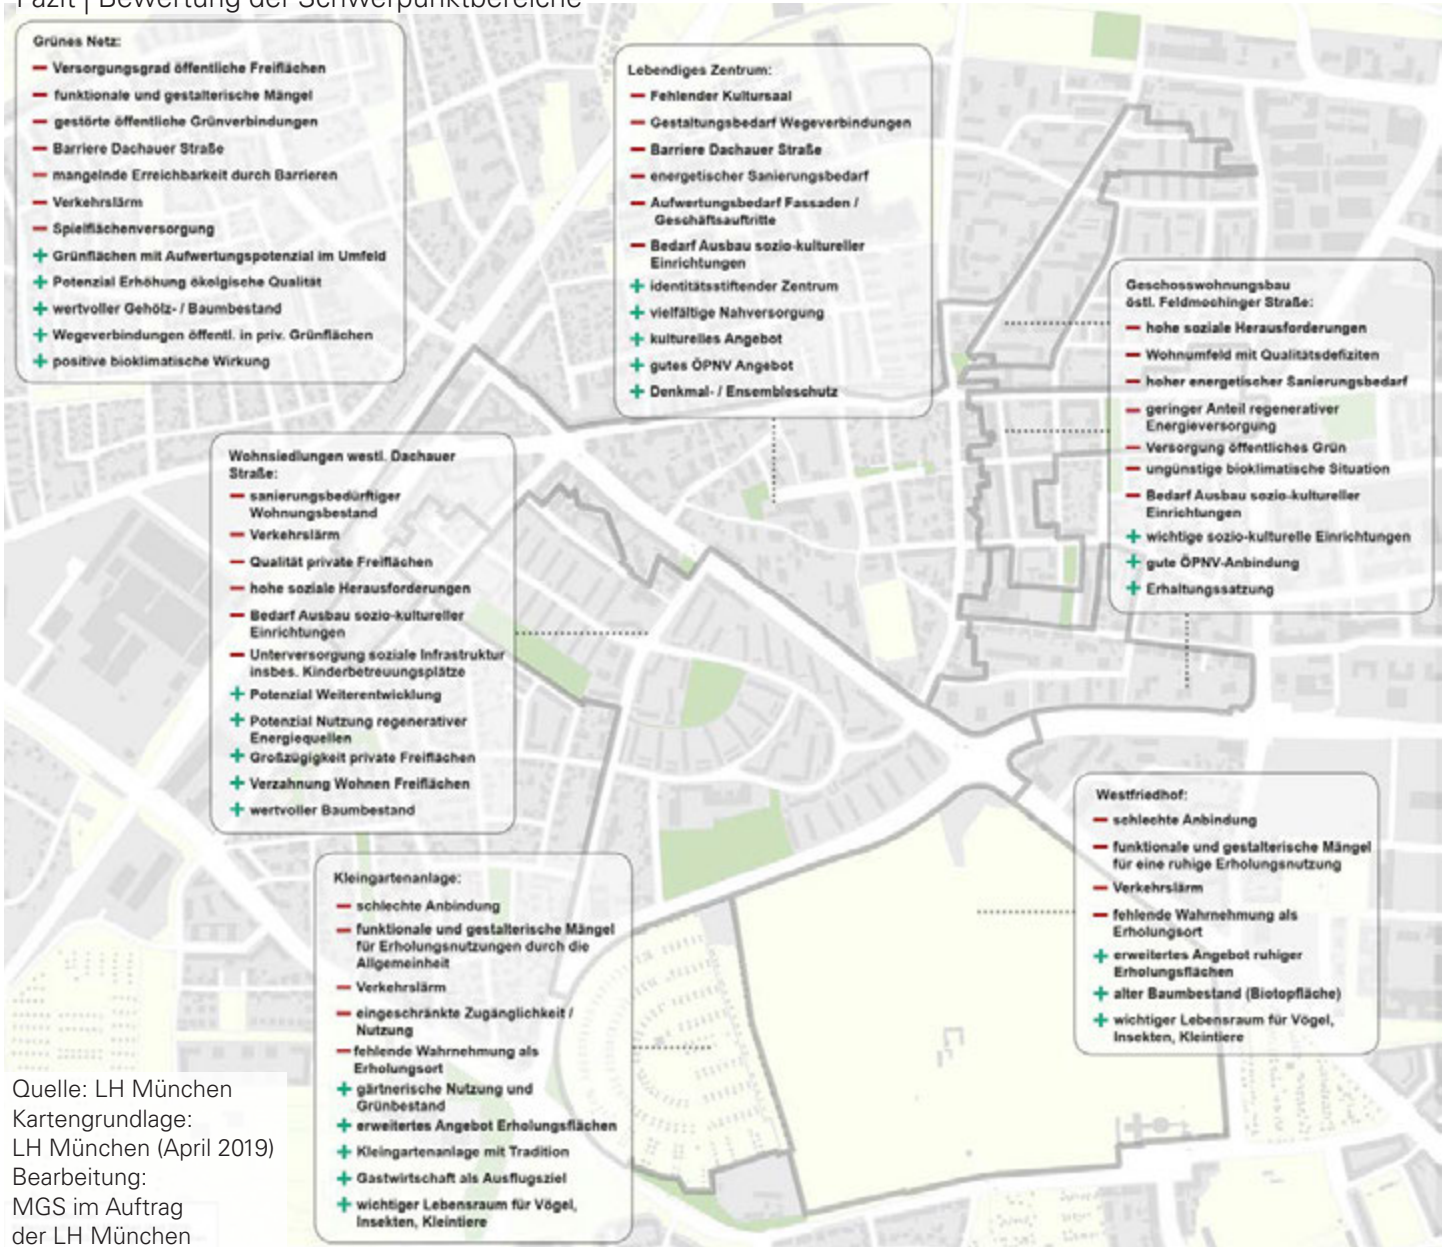 Fazit | Bewertung der Schwerpunktbereiche
Grünes Netz:
– Versorgungsgrad öffentliche Freiflächen
– funktionale und gestalterische Mängel
– gestörte öffentliche Grünverbindungen
– Barriere Dachauer Straße
– mangelnde Erreichbarkeit durch Barrieren
– Verkehrslärm
– Spielflächenversorgung
+ Grünflächen mit Aufwertungspotenzial im Umfeld
+ Potenzial Erhöhung ökolgische Qualität
+ wertvoller Gehölz- / Baumbestand
+ Wegeverbindungen öffentl. in priv. Grünflächen
+ positive bioklimatische Wirkung
Lebendiges Zentrum:
– Fehlender Kultursaal
– Gestaltungsbedarf Wegeverbindungen
– Barriere Dachauer Straße
– energetischer Sanierungsbedarf
– Aufwertungsbedarf Fassaden /
Geschäftsauftritte
– Bedarf Ausbau sozio-kultureller
Einrichtungen
+ identitätsstiftender Zentrum
+ vielfältige Nahversorgung
+ kulturelles Angebot
+ gutes ÖPNV Angebot
+ Denkmal- / Ensembleschutz
Geschosswohnungsbau
östl. Feldmochinger Straße:
– hohe soziale Herausforderungen
– Wohnumfeld mit Qualitätsdefiziten
– hoher energetischer Sanierungsbedarf
– geringer Anteil regenerativer
Energieversorgung
– Versorgung öffentliches Grün
– ungünstige bioklimatische Situation
– Bedarf Ausbau sozio-kultureller
Einrichtungen
+ wichtige sozio-kulturelle Einrichtungen
+ gute ÖPNV-Anbindung
+ Erhaltungssatzung
Wohnsiedlungen westl. Dachauer
Straße:
– sanierungsbedürftiger
Wohnungsbestand
– Verkehrslärm
– Qualität private Freiflächen
– hohe soziale Herausforderungen
– Bedarf Ausbau sozio-kultureller
Einrichtungen
– Unterversorgung soziale Infrastruktur
insbes. Kinderbetreuungsplätze
+ Potenzial Weiterentwicklung
+ Potenzial Nutzung regenerativer
Energiequellen
+ Großzügigkeit private Freiflächen
+ Verzahnung Wohnen Freiflächen
+ wertvoller Baumbestand
Westfriedhof:
– schlechte Anbindung
– funktionale und gestalterische Mängel
für eine ruhige Erholungsnutzung
– Verkehrslärm
– fehlende Wahrnehmung als
Erholungsort
+ erweitertes Angebot ruhiger
Erholungsflächen
+ alter Baumbestand (Biotopfläche)
+ wichtiger Lebensraum für Vögel,
Insekten, Kleintiere
Kleingartenanlage:
– schlechte Anbindung
– funktionale und gestalterische Mängel
für Erholungsnutzungen durch die
Allgemeinheit
– Verkehrslärm
– eingeschränkte Zugänglichkeit /
Nutzung
– fehlende Wahrnehmung als
Erholungsort
+ gärtnerische Nutzung und
Grünbestand
+ erweitertes Angebot Erholungsflächen
+ Kleingartenanlage mit Tradition
+ Gastwirtschaft als Ausflugsziel
+ wichtiger Lebensraum für Vögel,
Insekten, Kleintiere
Quelle: LH München
Kartengrundlage:
LH München (April 2019)
Bearbeitung:
MGS im Auftrag
der LH München